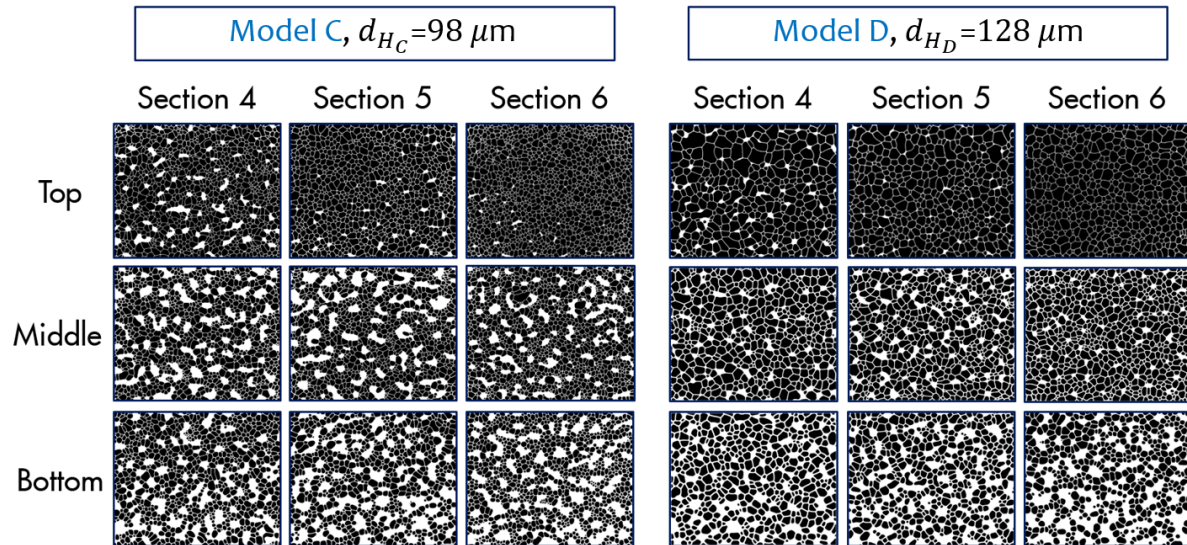 Model C, d_{H_C}=98 μm
Model D, d_{H_D}=128 μm
Section 4 Section 5 Section 6 Section 4 Section 5 Section 6
Top
Middle
Bottom